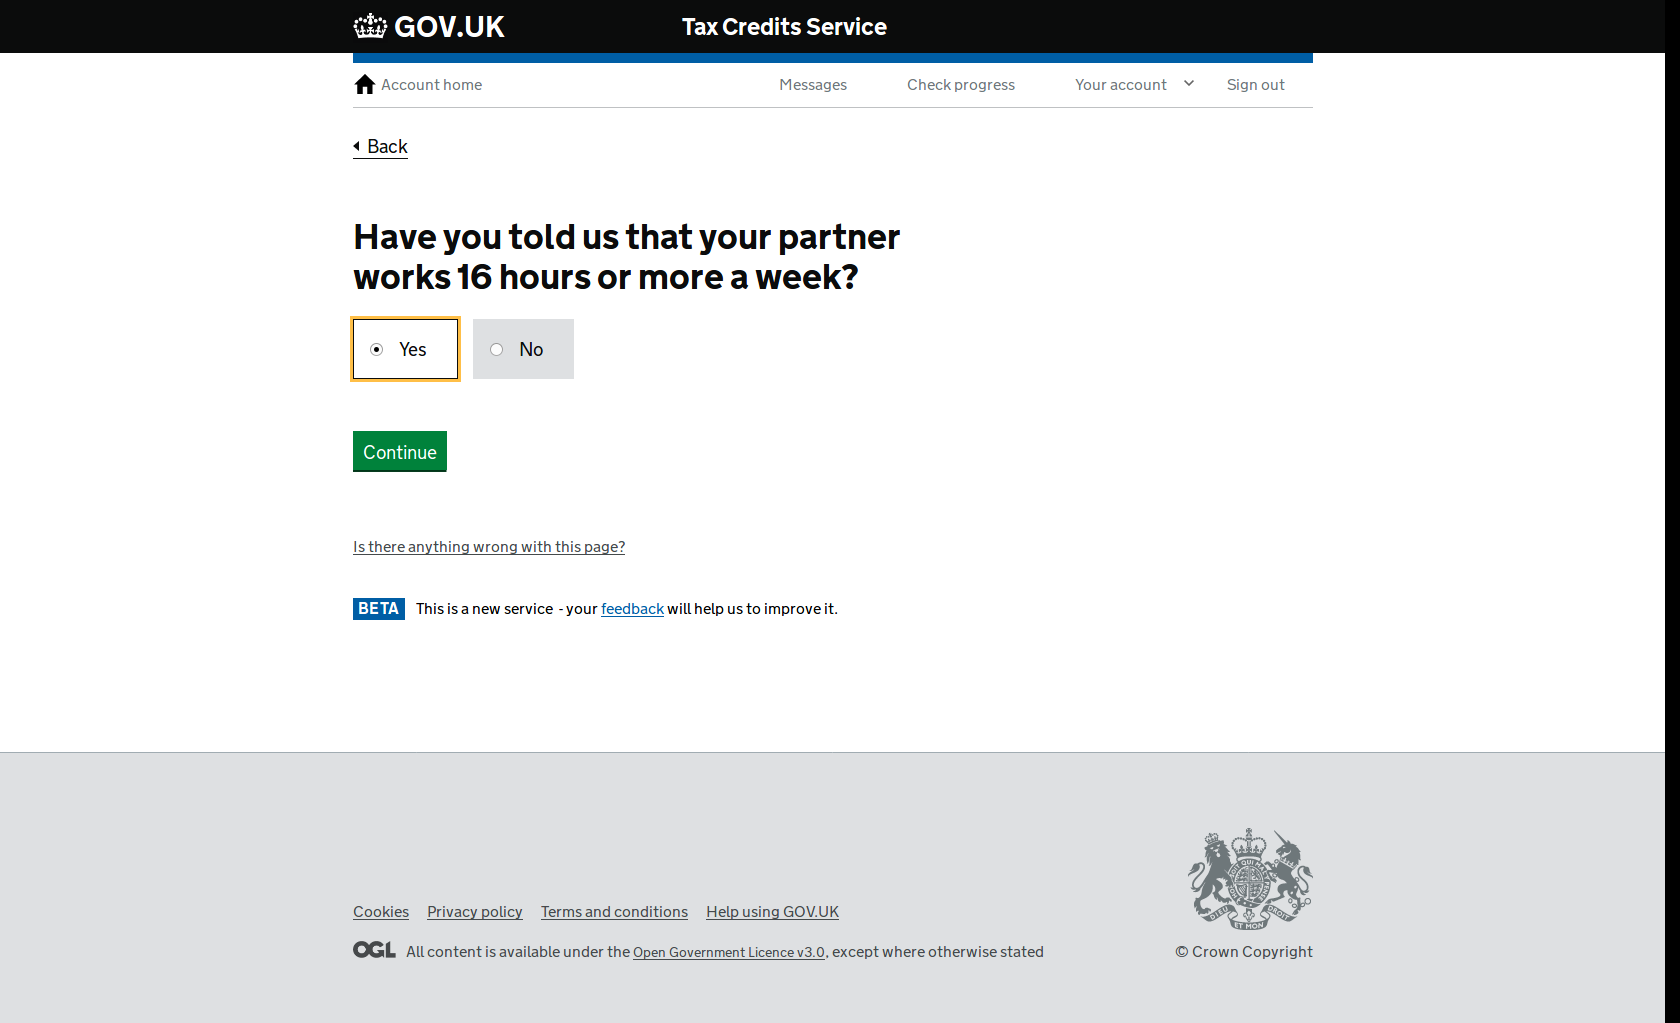 GOV.UK
Tax Credits Service
Account home
Messages
Check progress
Your account
Sign out
Back
Have you told us that your partner
works 16 hours or more a week?
Yes
No
Continue
Is there anything wrong with this page?
BETA This is a new service - your feedback will help us to improve it.
Cookies
Privacy policy
Terms and conditions
Help using GOV.UK
OGL All content is available under the Open Government Licence v3.0, except where otherwise stated
© Crown Copyright